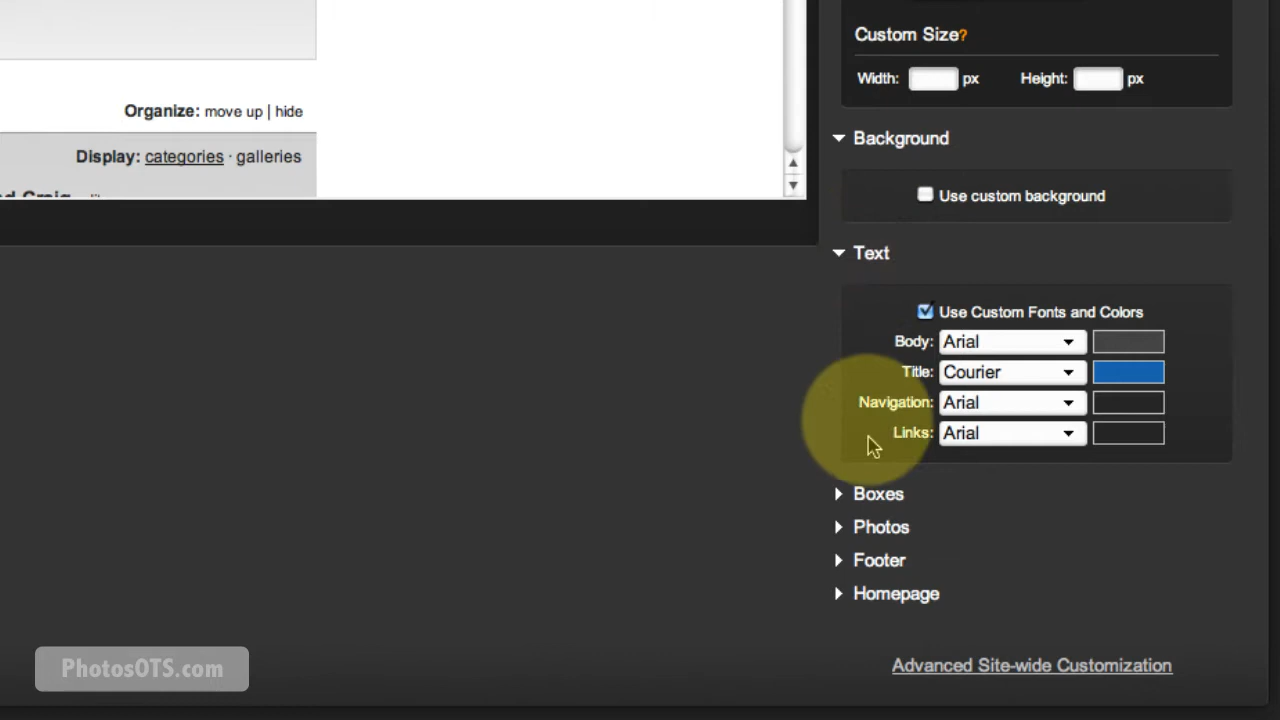 Custom Size?
Width: px Height: px
Organize: move up | hide
Background
Display: categories · galleries
Use custom background
Text
Use Custom Fonts and Colors
Body: Arial
Title: Courier
Navigation: Arial
Links: Arial
Boxes
Photos
Footer
Homepage
PhotosOTS.com
Advanced Site-wide Customization